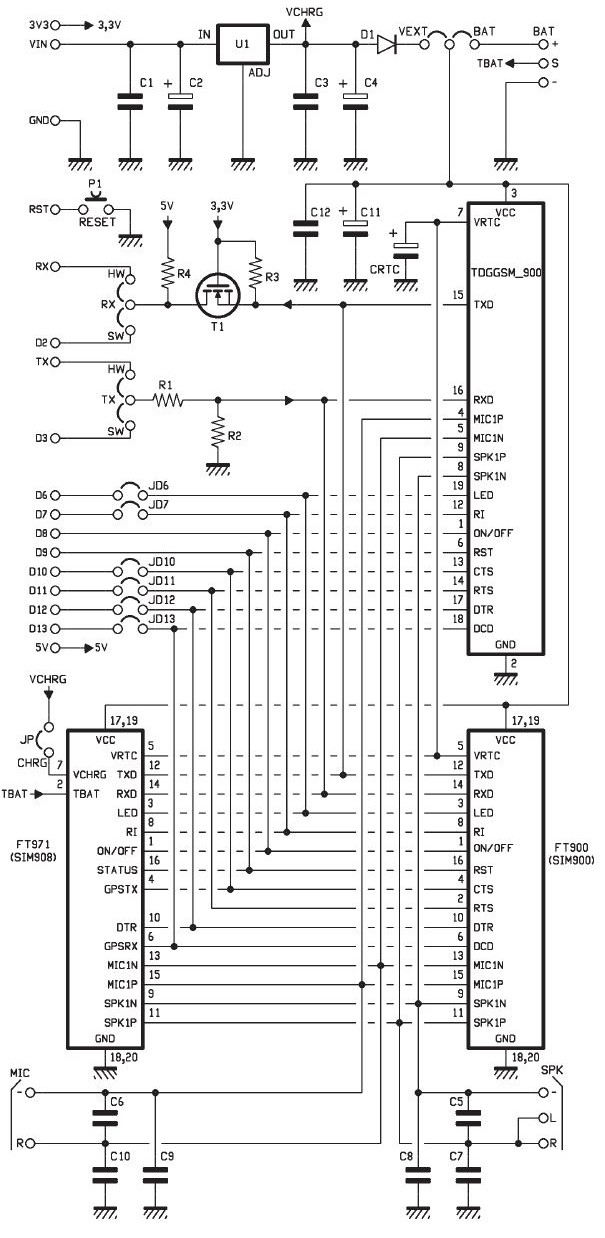 3V3 3,3V VCHRG
VIN IN U1 OUT D1 VEXT BAT BAT
+
ADJ TBAT S
C1 + C2 C3 + C4 -
GND
P1
RST RESET
5V 3,3V C12 + C11 3
VCC
7 VRTC
RX HW R4 R3 + CRTC TDGGSM_900
RX T1 15 TXD
D2 SW
TX HW
TX R1 16 RXD
R2 4 MIC1P
D3 SW 5 MIC1N
9 SPK1P
8 SPK1N
D6 JD6 19 LED
D7 JD7 12 RI
D8 1 ON/OFF
D9 6 RST
D10 JD10 13 CTS
D11 JD11 14 RTS
D12 JD12 17 DTR
D13 JD13 18 DCD
5V 5V GND
2
VCHRG
JP 17,19 17,19
VCC VCC
CHRG 5 VRTC 5 VRTC
7 VCHRG TXD 12 12 TXD
2 TBAT TBAT RXD 14 14 RXD
LED 3 3 LED
FT971 RI 8 8 RI FT900
(SIM908) ON/OFF 1 1 ON/OFF (SIM900)
STATUS 16 16 RST
GPSTX 4 4 CTS
2 RTS
DTR 10 10 DTR
GPSRX 6 6 DCD
MIC1N 13 13 MIC1N
MIC1P 15 15 MIC1P
SPK1N 9 9 SPK1N
SPK1P 11 11 SPK1P
GND GND
18,20 18,20
MIC SPK
- C6 C5 -
L
R R
C10 C9 C8 C7